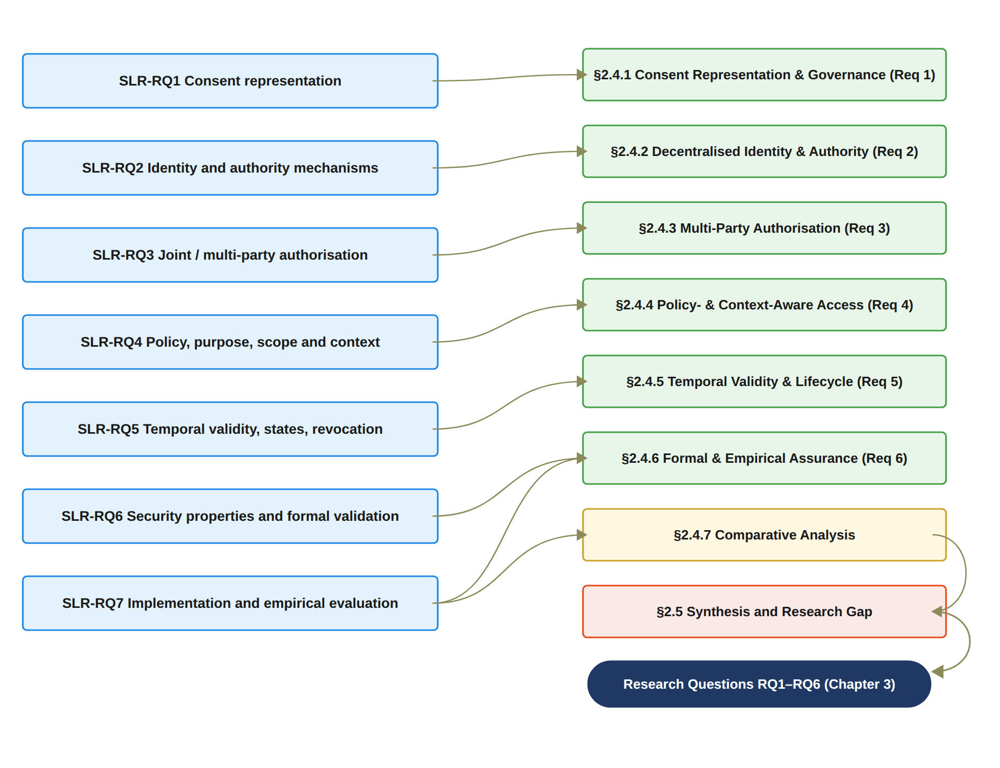 SLR-RQ1 Consent representation
SLR-RQ2 Identity and authority mechanisms
SLR-RQ3 Joint / multi-party authorisation
SLR-RQ4 Policy, purpose, scope and context
SLR-RQ5 Temporal validity, states, revocation
SLR-RQ6 Security properties and formal validation
SLR-RQ7 Implementation and empirical evaluation
§2.4.1 Consent Representation & Governance (Req 1)
§2.4.2 Decentralised Identity & Authority (Req 2)
§2.4.3 Multi-Party Authorisation (Req 3)
§2.4.4 Policy- & Context-Aware Access (Req 4)
§2.4.5 Temporal Validity & Lifecycle (Req 5)
§2.4.6 Formal & Empirical Assurance (Req 6)
§2.4.7 Comparative Analysis
§2.5 Synthesis and Research Gap
Research Questions RQ1–RQ6 (Chapter 3)